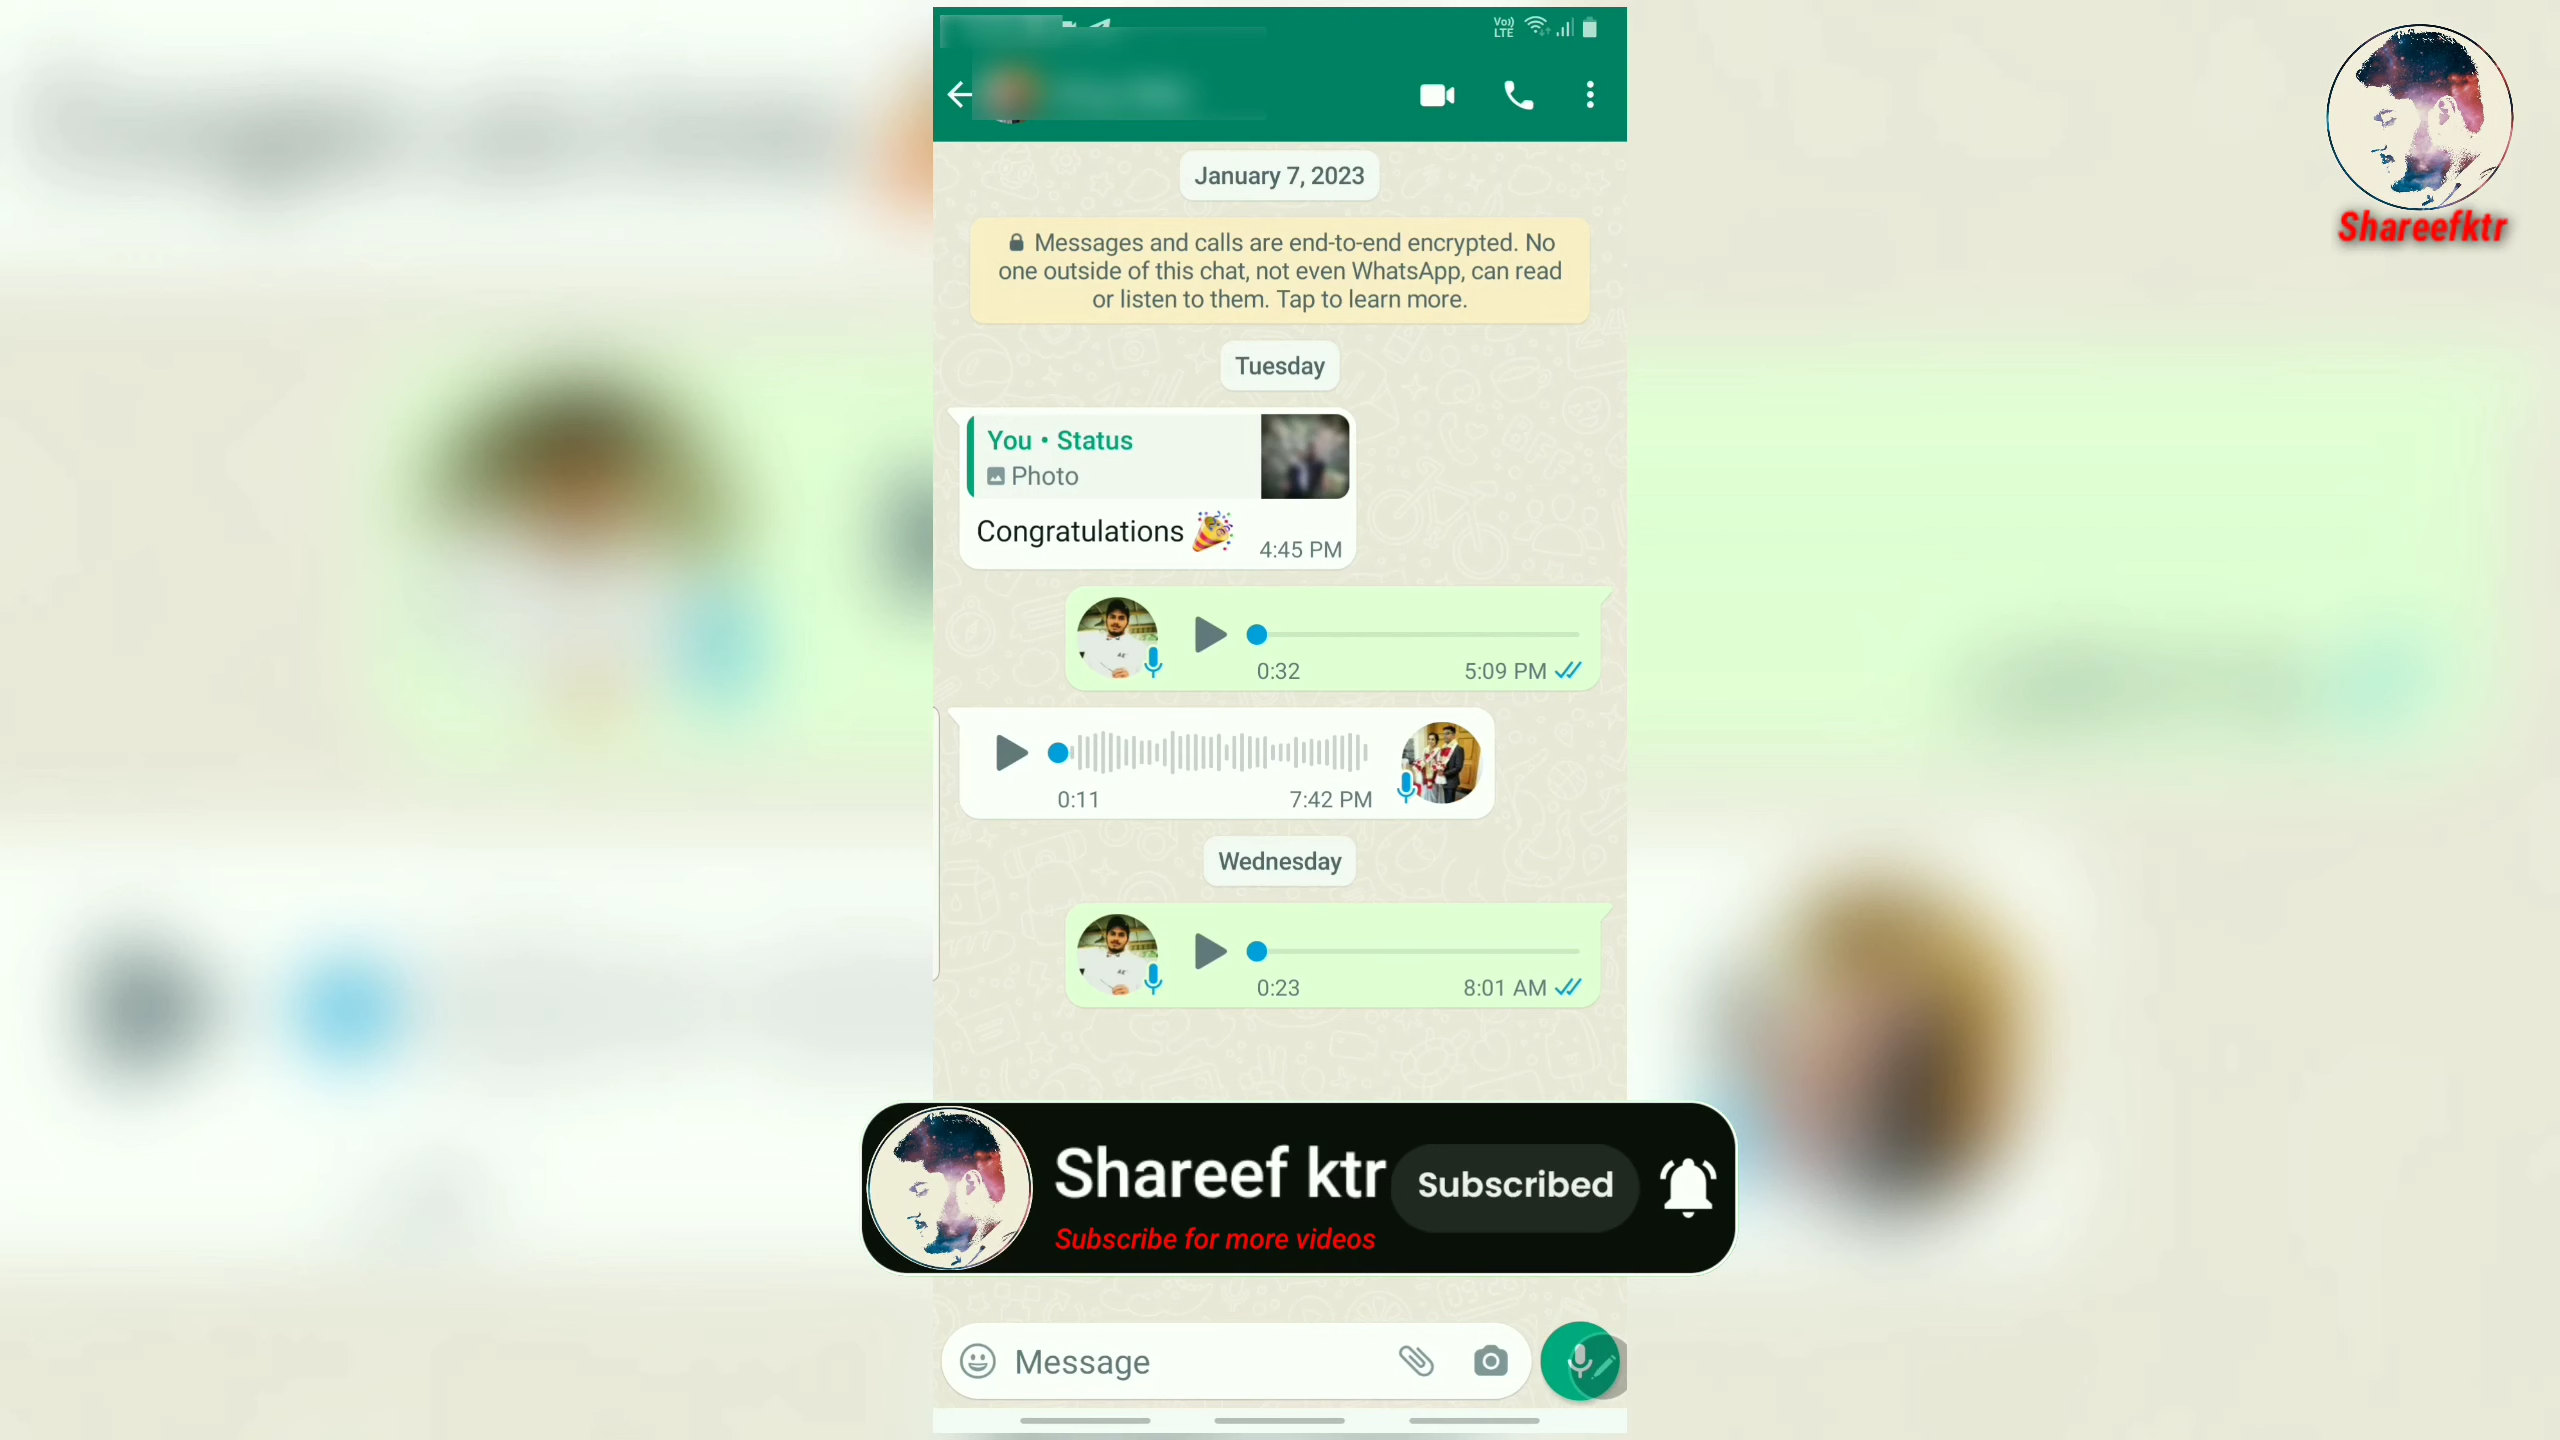 Vo)) LTE
Shareefktr
January 7, 2023
Messages and calls are end-to-end encrypted. No
one outside of this chat, not even WhatsApp, can read
or listen to them. Tap to learn more.
Tuesday
You • Status
Photo
Congratulations 🎉 4:45 PM
0:32 5:09 PM
0:11 7:42 PM
Wednesday
0:23 8:01 AM
Shareef ktr
Subscribed
Subscribe for more videos
Message